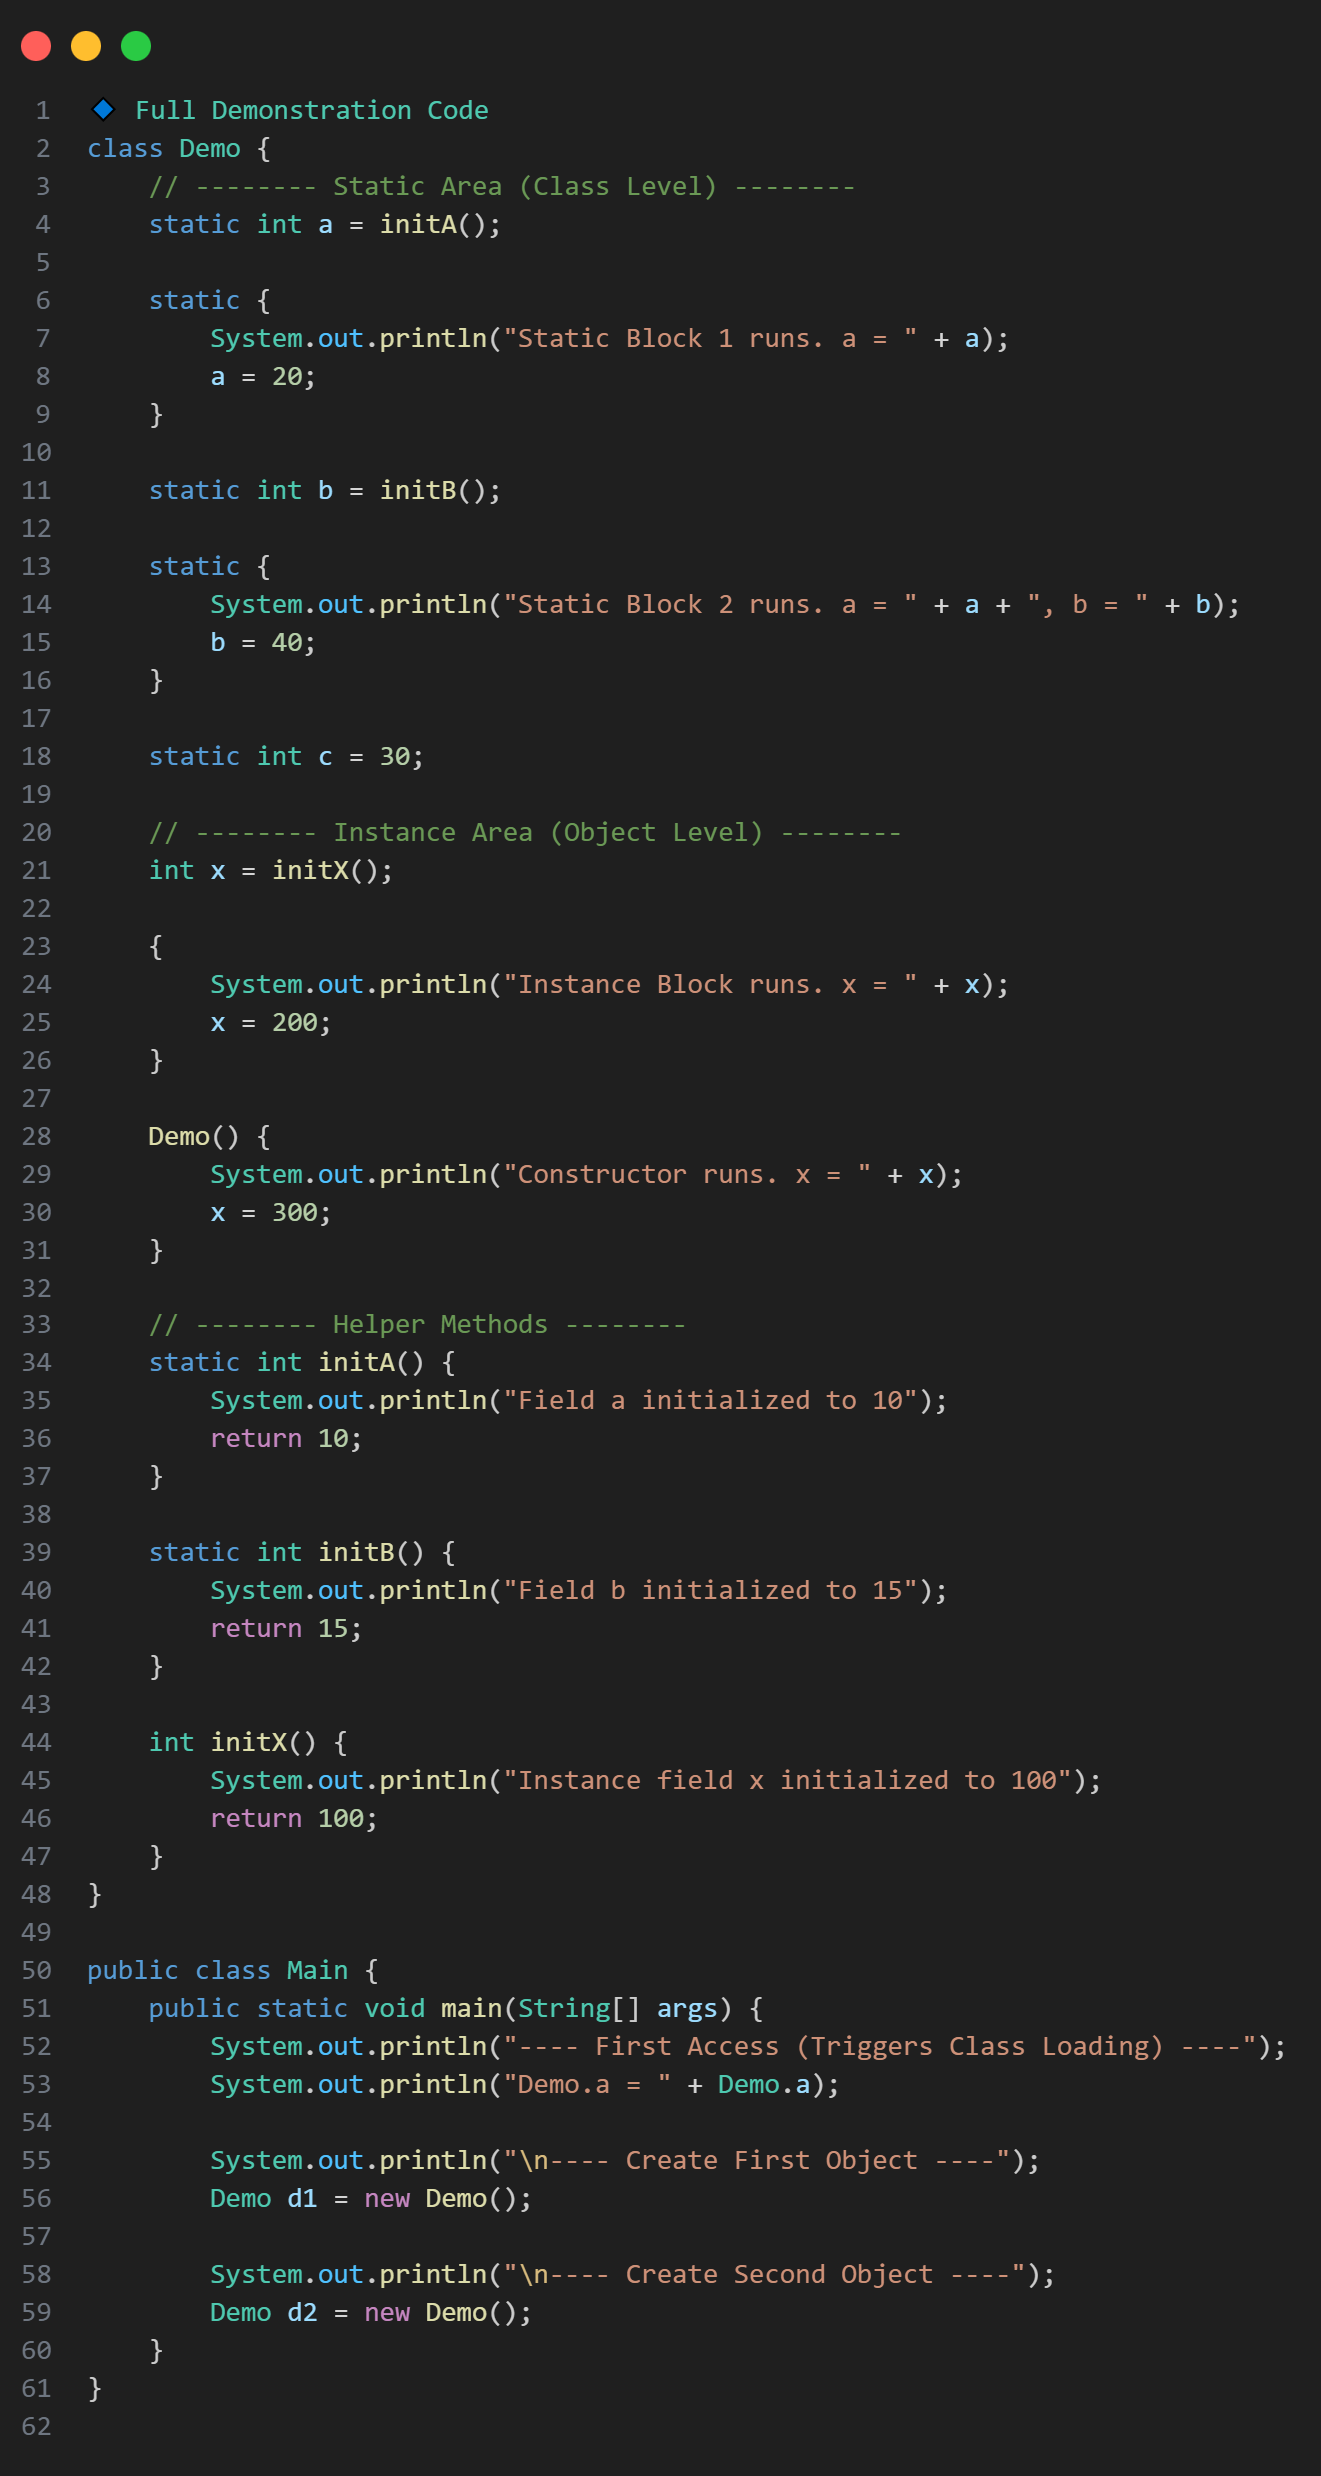 1 🔹 Full Demonstration Code
2 class Demo {
3     // -------- Static Area (Class Level) --------
4     static int a = initA();
5
6     static {
7         System.out.println("Static Block 1 runs. a = " + a);
8         a = 20;
9     }
10
11     static int b = initB();
12
13     static {
14         System.out.println("Static Block 2 runs. a = " + a + ", b = " + b);
15         b = 40;
16     }
17
18     static int c = 30;
19
20     // -------- Instance Area (Object Level) --------
21     int x = initX();
22
23     {
24         System.out.println("Instance Block runs. x = " + x);
25         x = 200;
26     }
27
28     Demo() {
29         System.out.println("Constructor runs. x = " + x);
30         x = 300;
31     }
32
33     // -------- Helper Methods --------
34     static int initA() {
35         System.out.println("Field a initialized to 10");
36         return 10;
37     }
38
39     static int initB() {
40         System.out.println("Field b initialized to 15");
41         return 15;
42     }
43
44     int initX() {
45         System.out.println("Instance field x initialized to 100");
46         return 100;
47     }
48 }
49
50 public class Main {
51     public static void main(String[] args) {
52         System.out.println("---- First Access (Triggers Class Loading) ----");
53         System.out.println("Demo.a = " + Demo.a);
54
55         System.out.println("\n---- Create First Object ----");
56         Demo d1 = new Demo();
57
58         System.out.println("\n---- Create Second Object ----");
59         Demo d2 = new Demo();
60     }
61 }
62